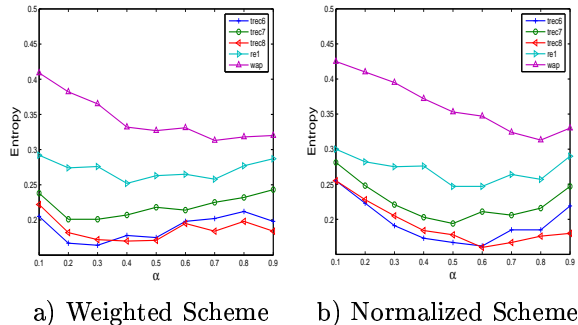 0.5
0.45
0.4
0.35
0.3
0.25
0.2
Entropy
0.1 0.2 0.3 0.4 0.5 0.6 0.7 0.8 0.9
α
trec6
trec7
trec8
re1
wap
a) Weighted Scheme
0.5
0.45
0.4
0.35
0.3
0.25
0.2
Entropy
0.1 0.2 0.3 0.4 0.5 0.6 0.7 0.8 0.9
α
trec6
trec7
trec8
re1
wap
b) Normalized Scheme